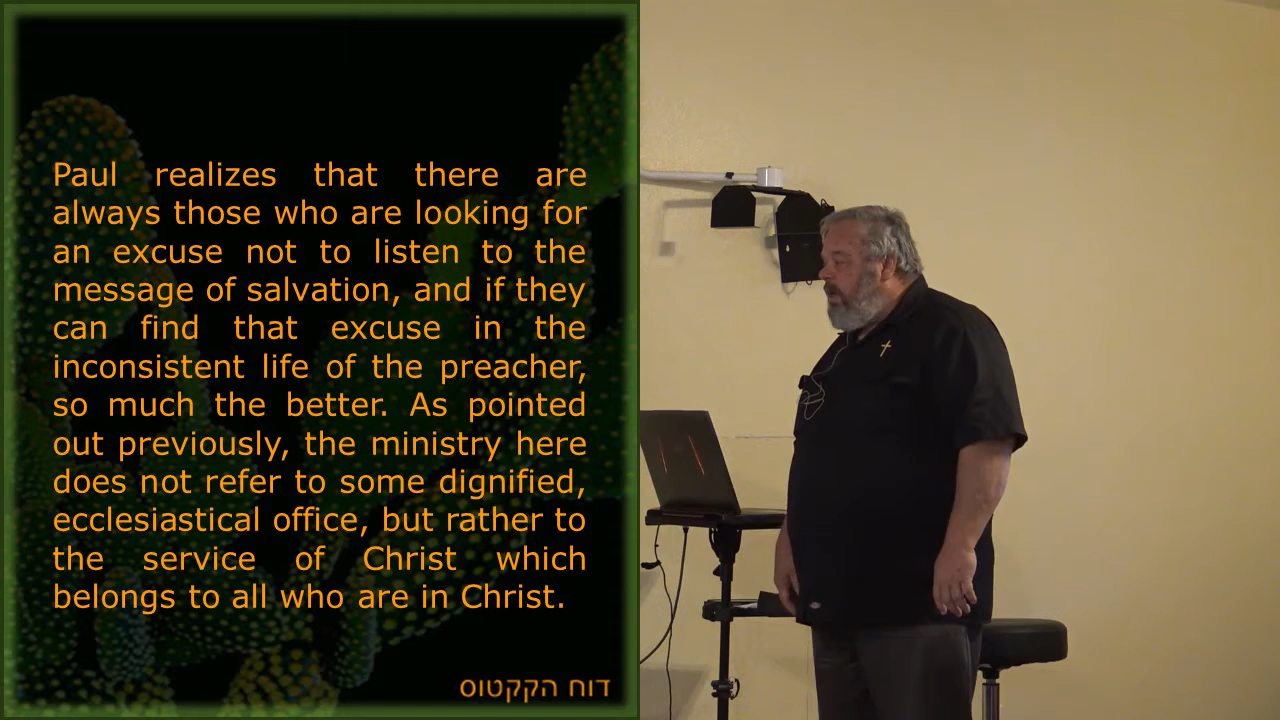 Paul realizes that there are
always those who are looking for
an excuse not to listen to the
message of salvation, and if they
can find that excuse in the
inconsistent life of the preacher,
so much the better. As pointed
out previously, the ministry here
does not refer to some dignified,
ecclesiastical office, but rather to
the service of Christ which
belongs to all who are in Christ.
דוח הקקטוס